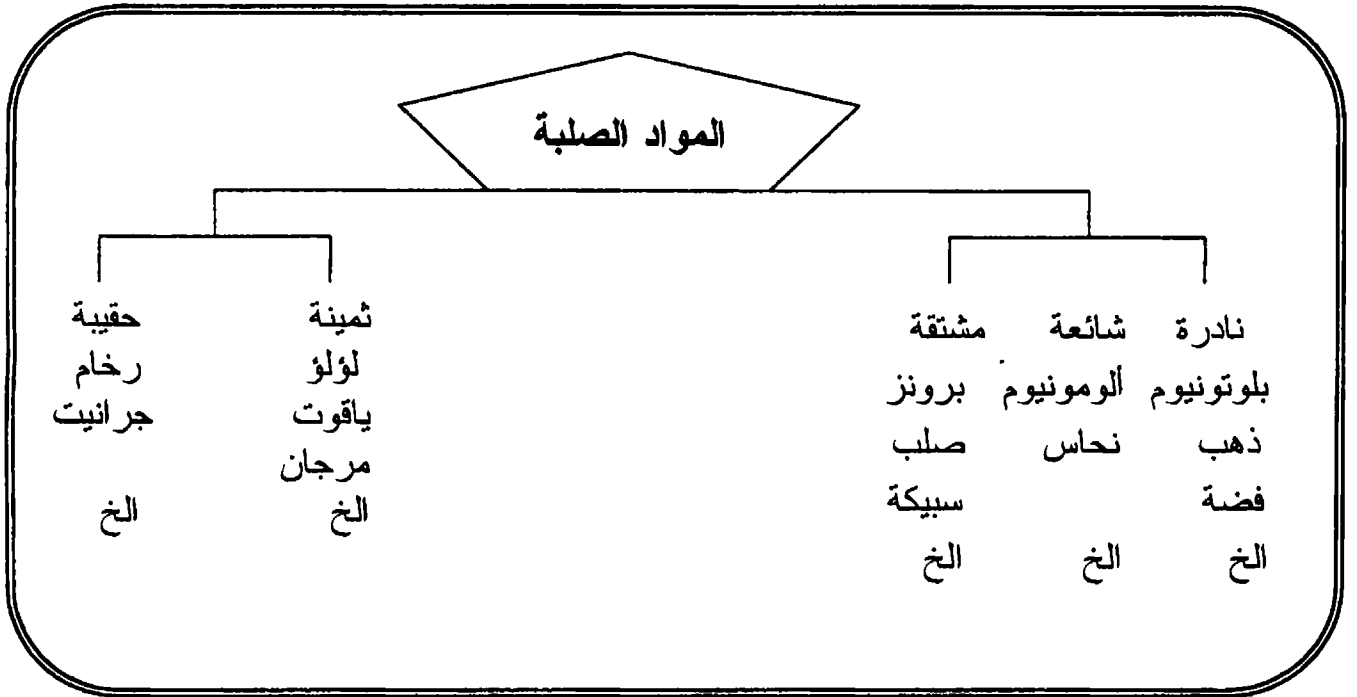 المواد الصلبة
نادرة شائعة مشتقة ثمينة حقيبة
بلوتونيوم ألومونيوم برونز لؤلؤ رخام
ذهب نحاس صلب ياقوت جرانيت
فضة سبيكة مرجان
الخ الخ الخ الخ الخ